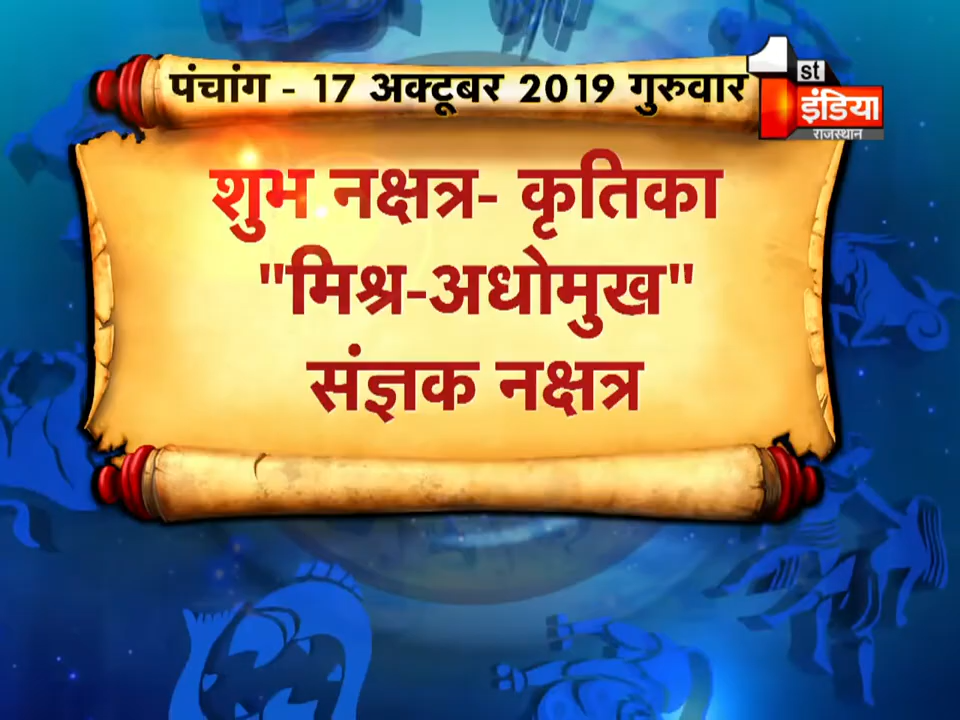 पंचांग - 17 अक्टूबर 2019 गुरुवार
1st
इंडिया
राजस्थान
शुभ नक्षत्र- कृतिका
"मिश्र-अधोमुख"
संज्ञक नक्षत्र